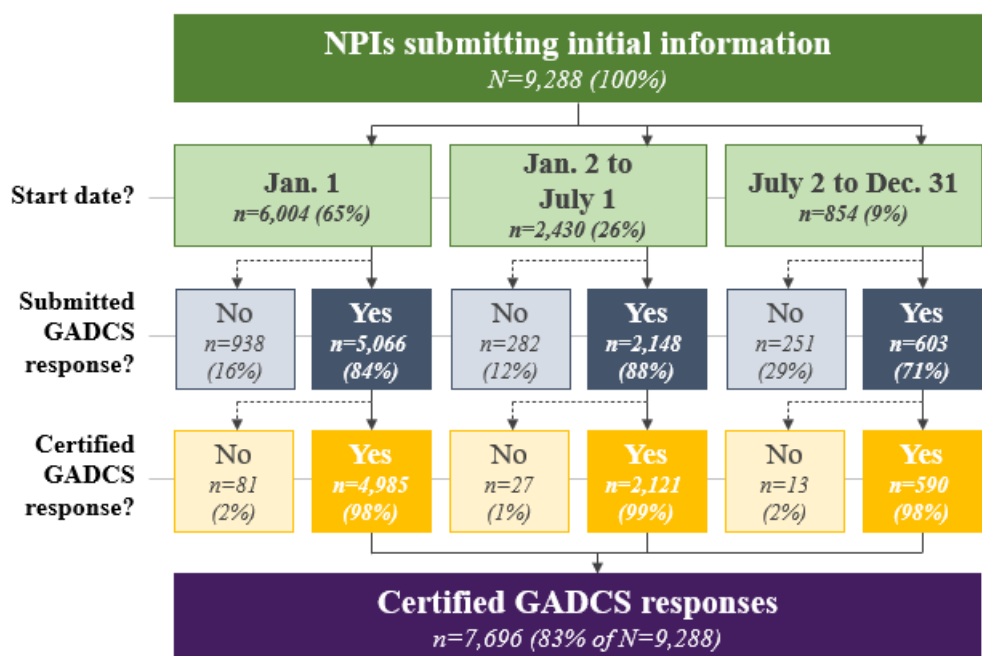 NPIs submitting initial information
N=9,288 (100%)
Start date?
Jan. 1
n=6,004 (65%)
Jan. 2 to
July 1
n=2,430 (26%)
July 2 to Dec. 31
n=854 (9%)
Submitted
GADCS
response?
No
n=938
(16%)
Yes
n=5,066
(84%)
No
n=282
(12%)
Yes
n=2,148
(88%)
No
n=251
(29%)
Yes
n=603
(71%)
Certified
GADCS
response?
No
n=81
(2%)
Yes
n=4,985
(98%)
No
n=27
(1%)
Yes
n=2,121
(99%)
No
n=13
(2%)
Yes
n=590
(98%)
Certified GADCS responses
n=7,696 (83% of N=9,288)